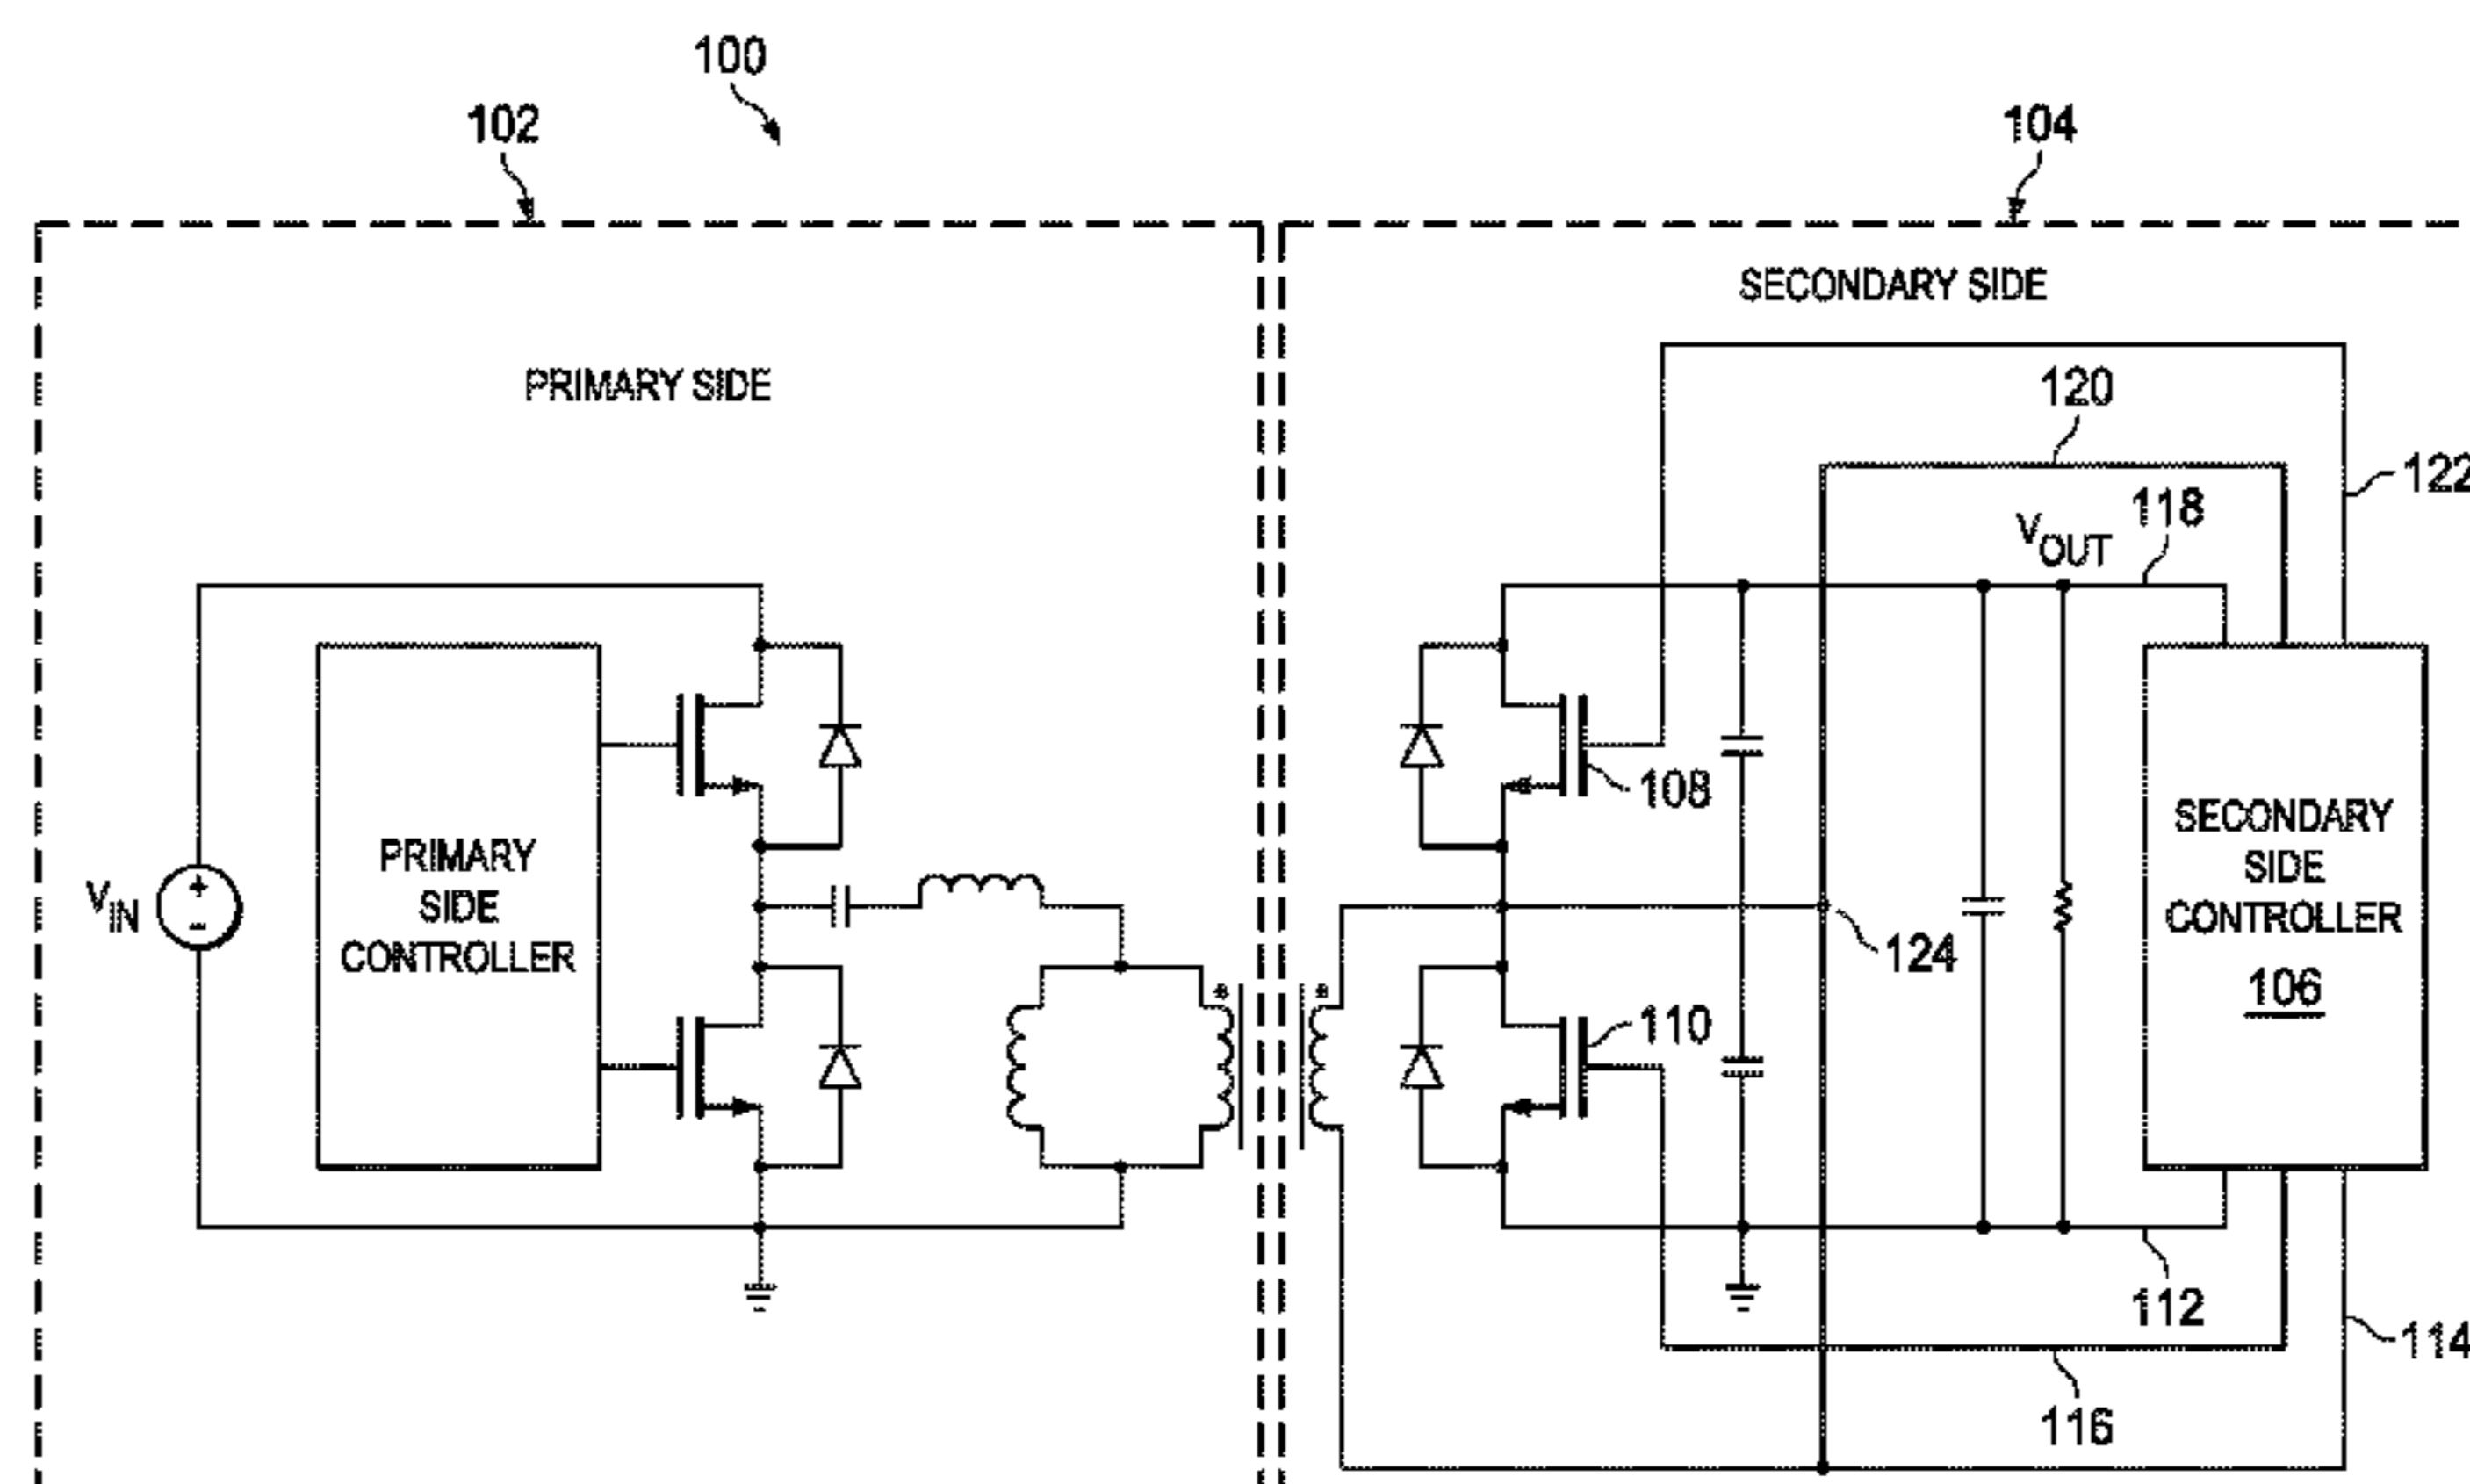 100
102
104
SECONDARY SIDE
PRIMARY SIDE
120
122
118
VOUT
108
PRIMARY
SIDE
CONTROLLER
VIN
+
-
SECONDARY
SIDE
CONTROLLER
106
124
110
112
114
116